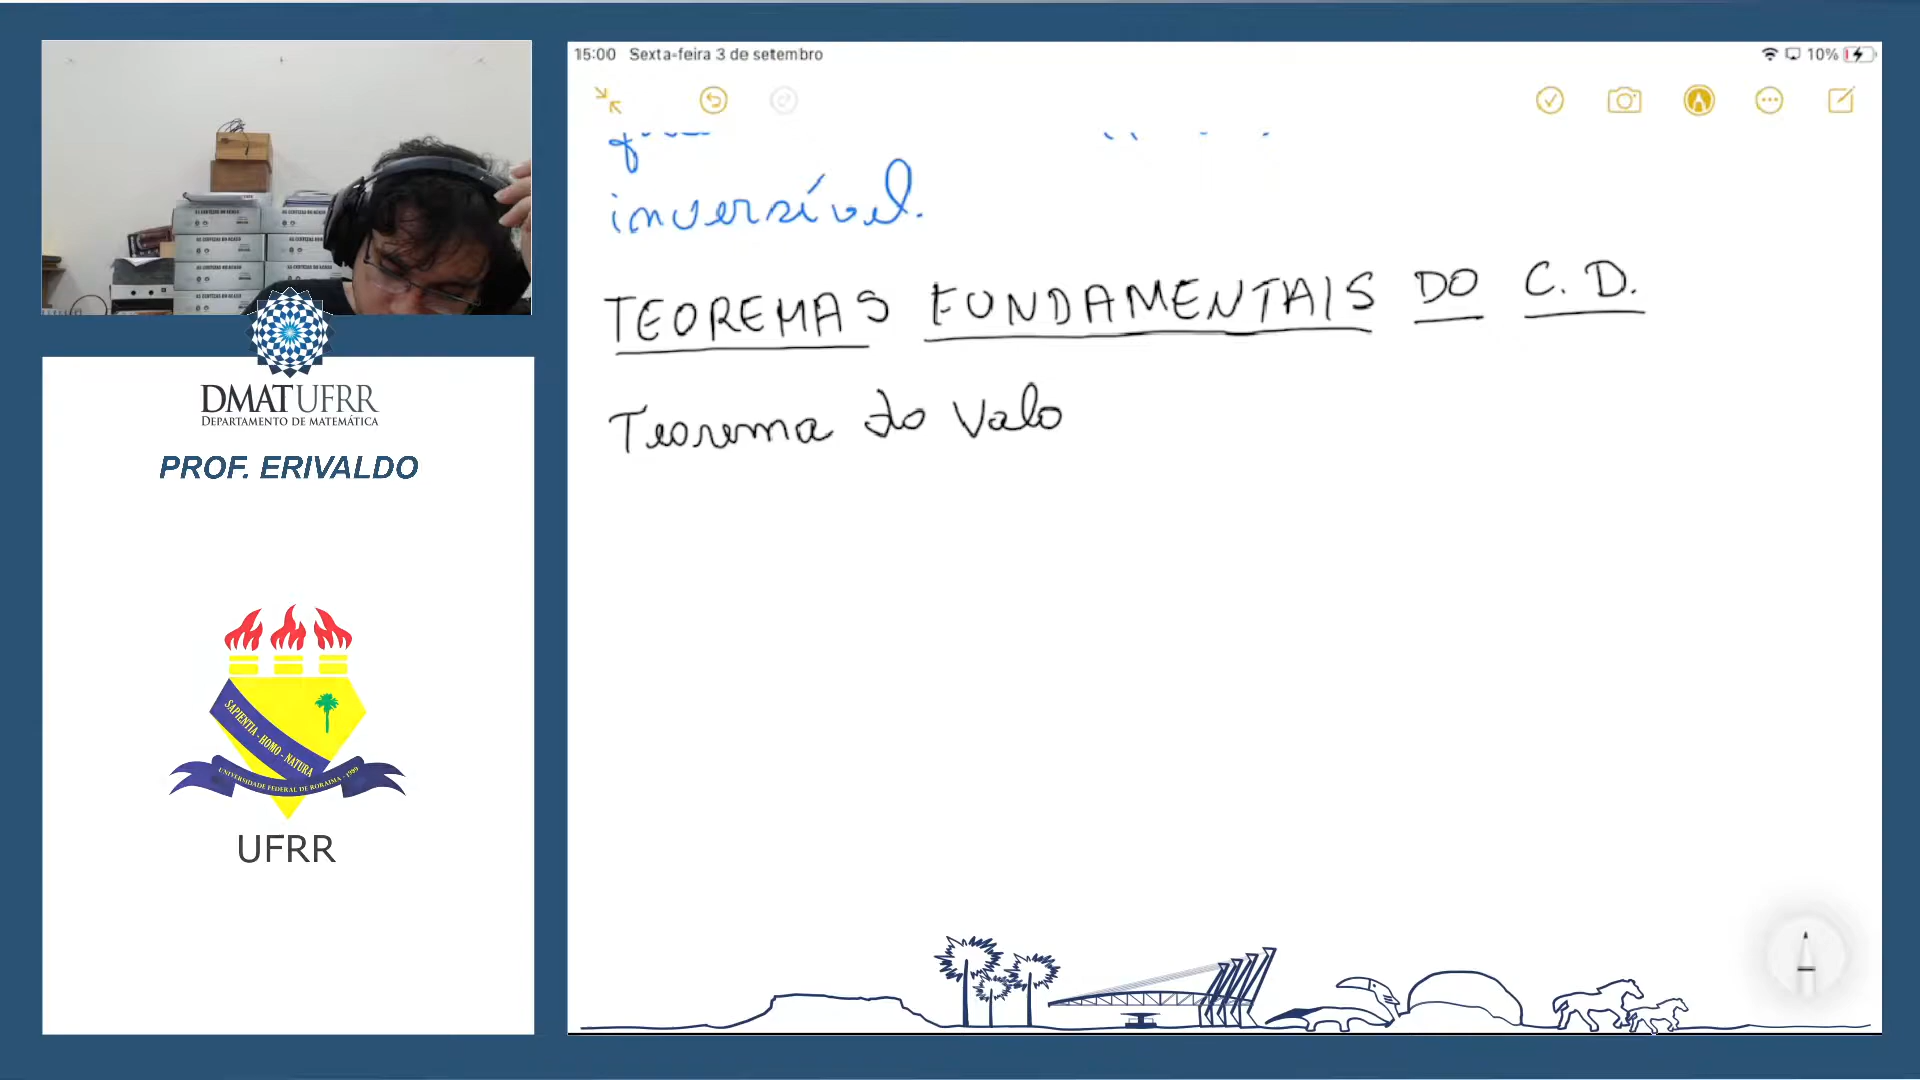 15:00 Sexta-feira 3 de setembro
10%
inversível.
TEOREMAS FUNDAMENTAIS DO C. D.
Teorema do Valo
DMATUFRR
DEPARTAMENTO DE MATEMÁTICA
PROF. ERIVALDO
SAPIENTIA - HOMO - NATURA
UNIVERSIDADE FEDERAL DE RORAIMA - 1989
UFRR